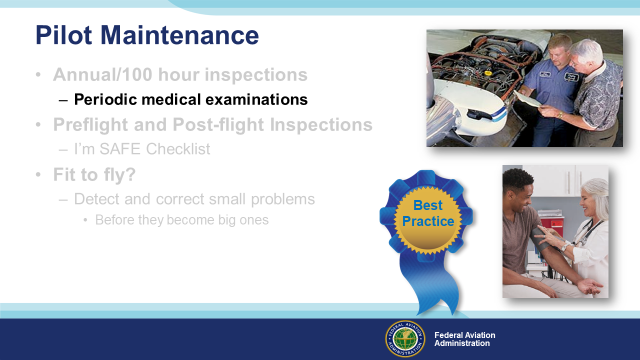 Pilot Maintenance
• Annual/100 hour inspections
– Periodic medical examinations
• Preflight and Post-flight Inspections
– I'm SAFE Checklist
• Fit to fly?
– Detect and correct small problems
• Before they become big ones
Best
Practice
Federal Aviation
Administration